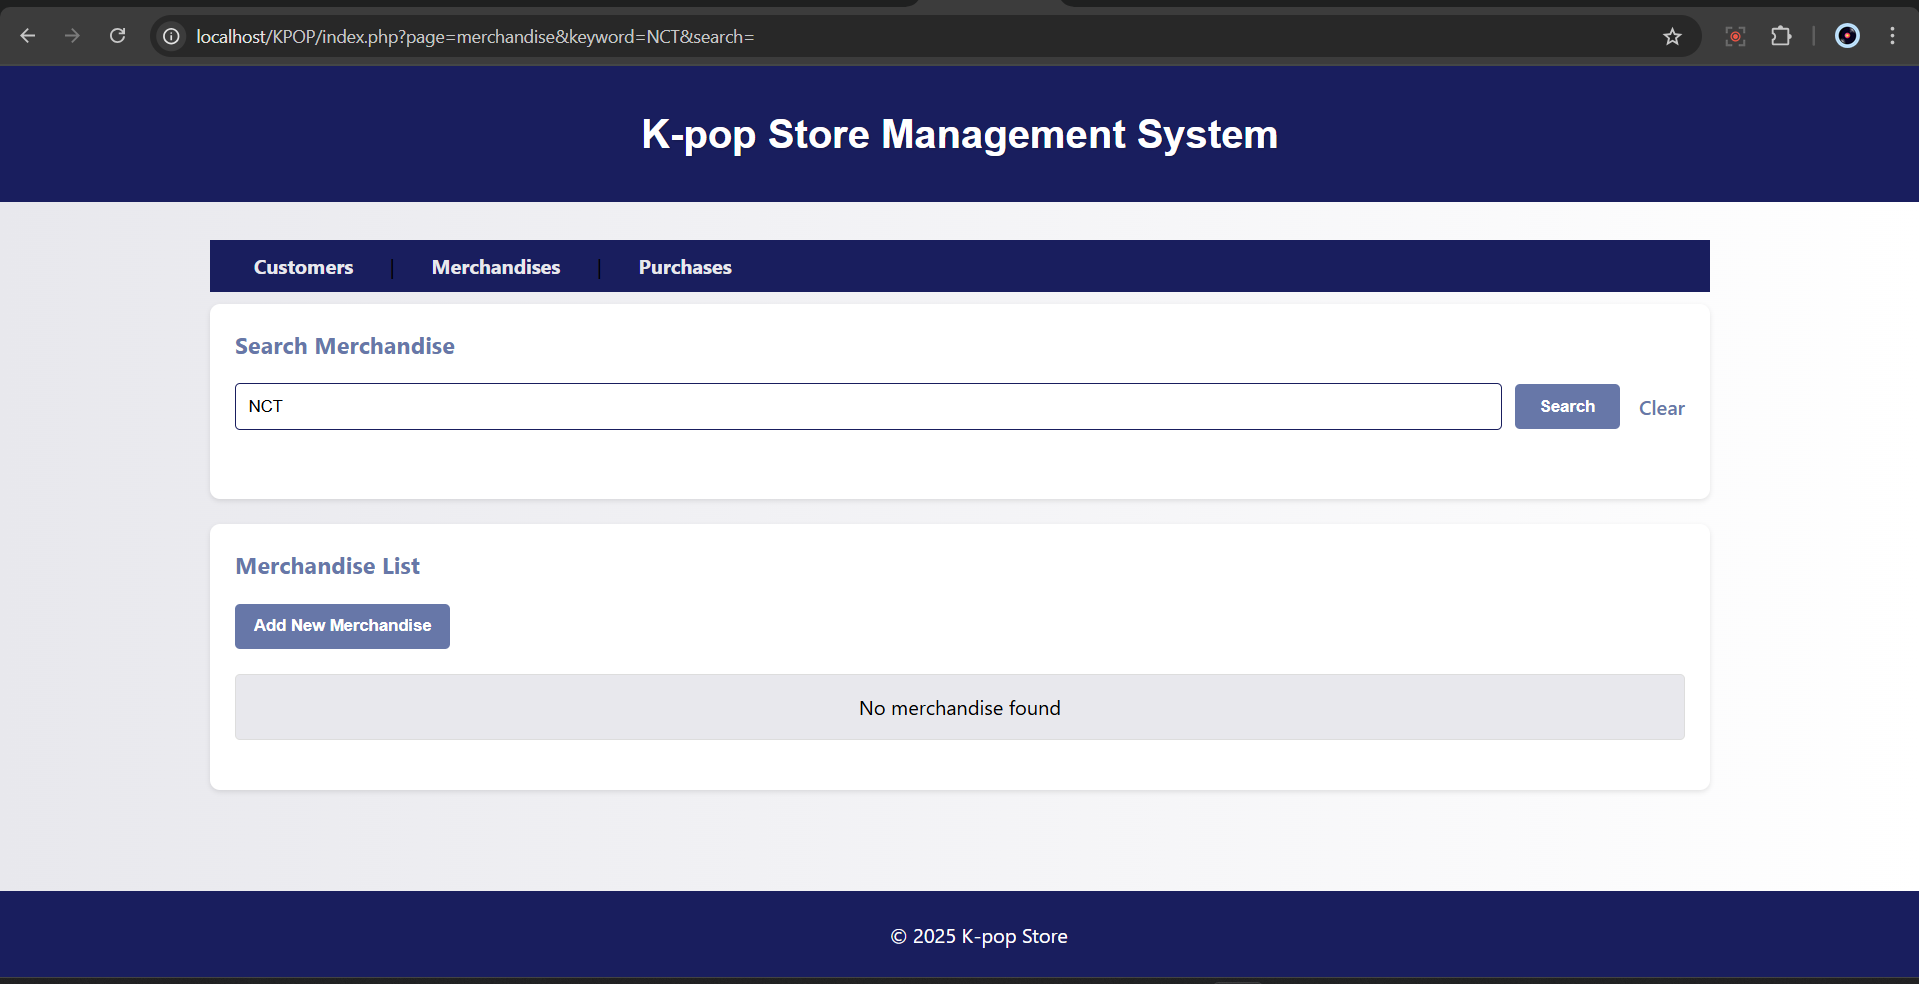 localhost/KPOP/index.php?page=merchandise&keyword=NCT&search=
K-pop Store Management System
Customers | Merchandises | Purchases
Search Merchandise
NCT Search Clear
Merchandise List
Add New Merchandise
No merchandise found
© 2025 K-pop Store